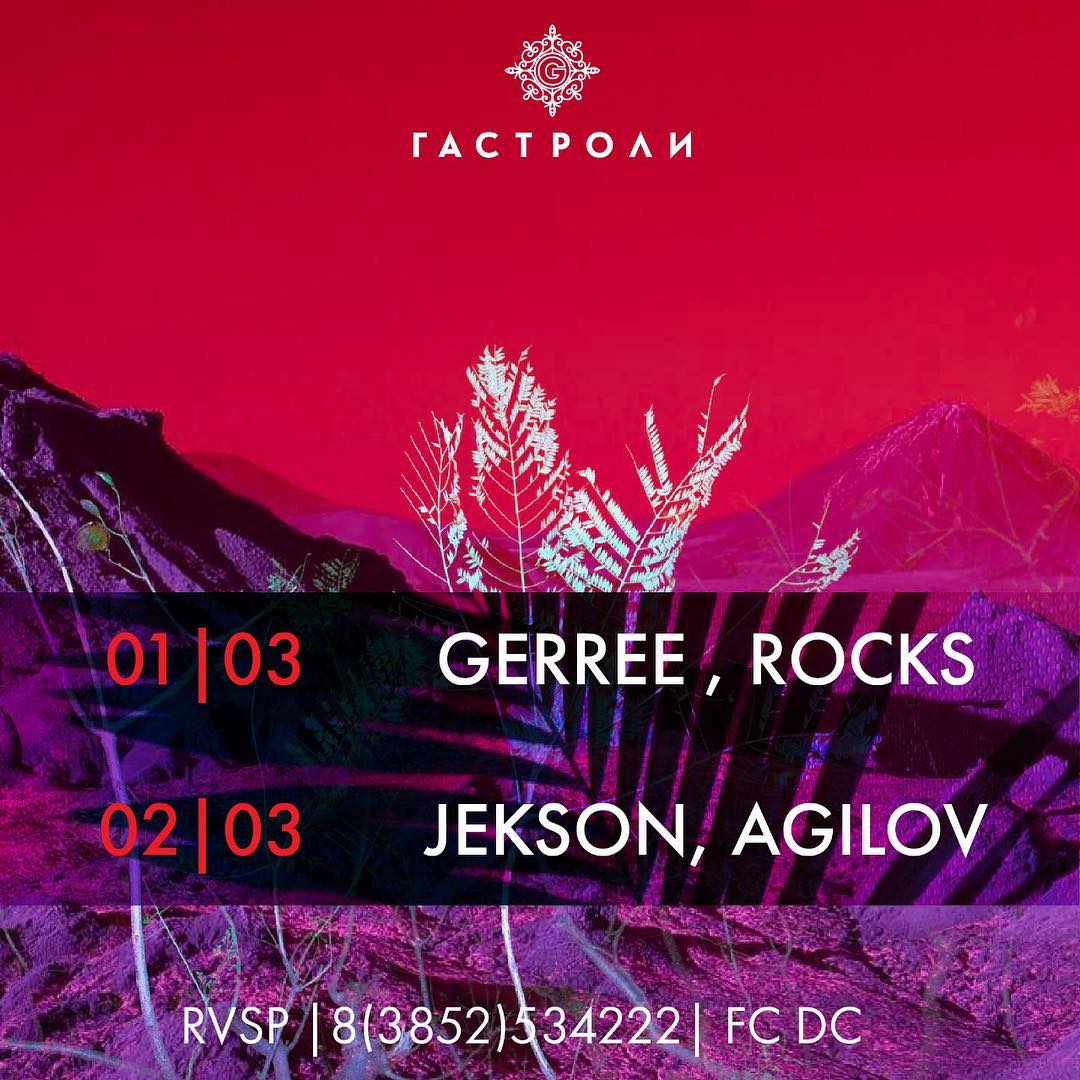 G
ГАСТРОЛИ
01|03 GERREE , ROCKS
02|03 JEKSON, AGILOV
RVSP |8(3852)534222| FC DC